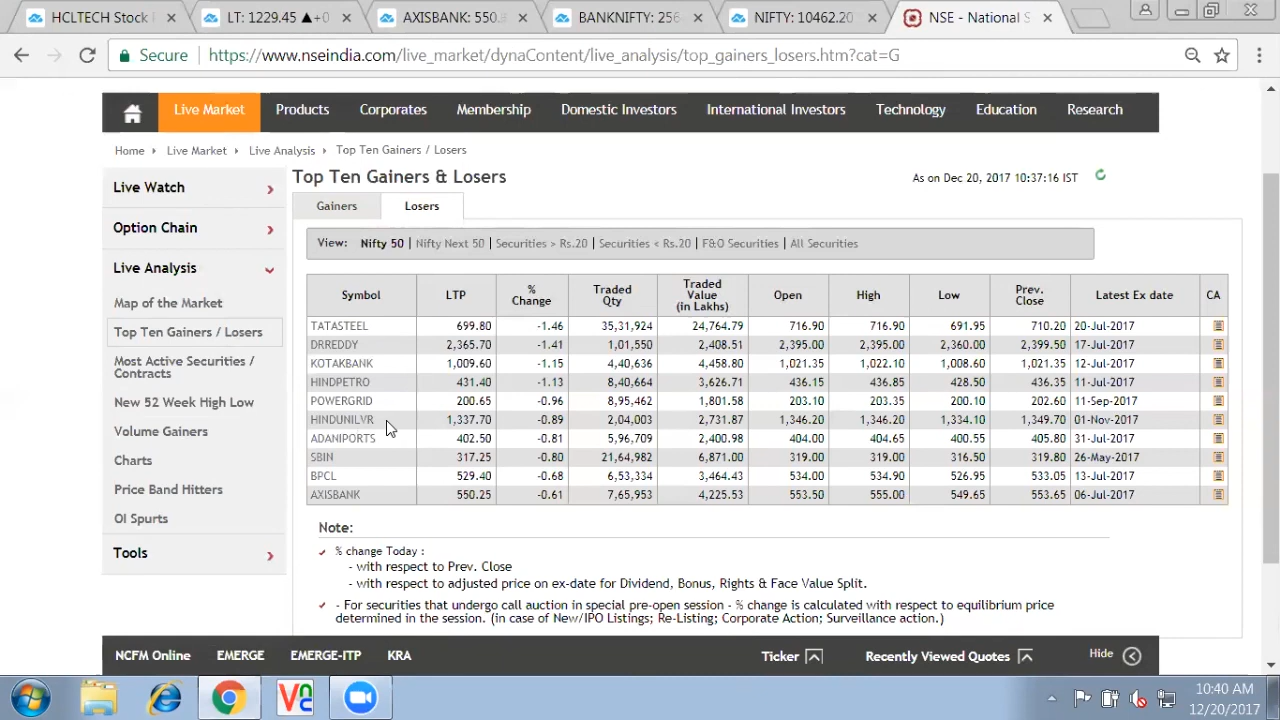 HCLTECH Stock
LT: 1229.45 ▲+0
AXISBANK: 550.
BANKNIFTY: 256
NIFTY: 10462.20
NSE - National S
Secure | https://www.nseindia.com/live_market/dynaContent/live_analysis/top_gainers_losers.htm?cat=G
Live Market Products Corporates Membership Domestic Investors International Investors Technology Education Research
Home Live Market Live Analysis Top Ten Gainers / Losers
Live Watch
Option Chain
Live Analysis
Map of the Market
Top Ten Gainers / Losers
Most Active Securities /
Contracts
New 52 Week High Low
Volume Gainers
Charts
Price Band Hitters
OI Spurts
Tools
Top Ten Gainers & Losers
As on Dec 20, 2017 10:37:16 IST
Gainers Losers
View: Nifty 50 | Nifty Next 50 | Securities > Rs.20 | Securities < Rs.20 | F&O Securities | All Securities
Symbol LTP % Change Traded Qty Traded Value (in Lakhs) Open High Low Prev. Close Latest Ex date CA
TATASTEEL 699.80 -1.46 35,31,924 24,764.79 716.90 716.90 691.95 710.20 20-Jul-2017
DRREDDY 2,365.70 -1.41 1,01,550 2,408.51 2,395.00 2,395.00 2,360.00 2,399.50 17-Jul-2017
KOTAKBANK 1,009.60 -1.15 4,40,636 4,458.80 1,021.35 1,022.10 1,008.60 1,021.35 12-Jul-2017
HINDPETRO 431.40 -1.13 8,40,664 3,626.71 436.15 436.85 428.50 436.35 11-Jul-2017
POWERGRID 200.65 -0.96 8,95,462 1,801.58 203.10 203.35 200.10 202.60 11-Sep-2017
HINDUNILVR 1,337.70 -0.89 2,04,003 2,731.87 1,346.20 1,346.20 1,334.10 1,349.70 01-Nov-2017
ADANIPORTS 402.50 -0.81 5,96,709 2,400.98 404.00 404.65 400.55 405.80 31-Jul-2017
SBIN 317.25 -0.80 21,64,982 6,871.00 319.00 319.00 316.50 319.80 26-May-2017
BPCL 529.40 -0.68 6,53,334 3,464.43 534.00 534.90 526.95 533.05 13-Jul-2017
AXISBANK 550.25 -0.61 7,65,953 4,225.53 553.50 555.00 549.65 553.65 06-Jul-2017
Note:
% change Today :
- with respect to Prev. Close
- with respect to adjusted price on ex-date for Dividend, Bonus, Rights & Face Value Split.
- For securities that undergo call auction in special pre-open session - % change is calculated with respect to equilibrium price
determined in the session. (in case of New/IPO Listings; Re-Listing; Corporate Action; Surveillance action.)
NCFM Online EMERGE EMERGE-ITP KRA Ticker Recently Viewed Quotes Hide
10:40 AM
12/20/2017